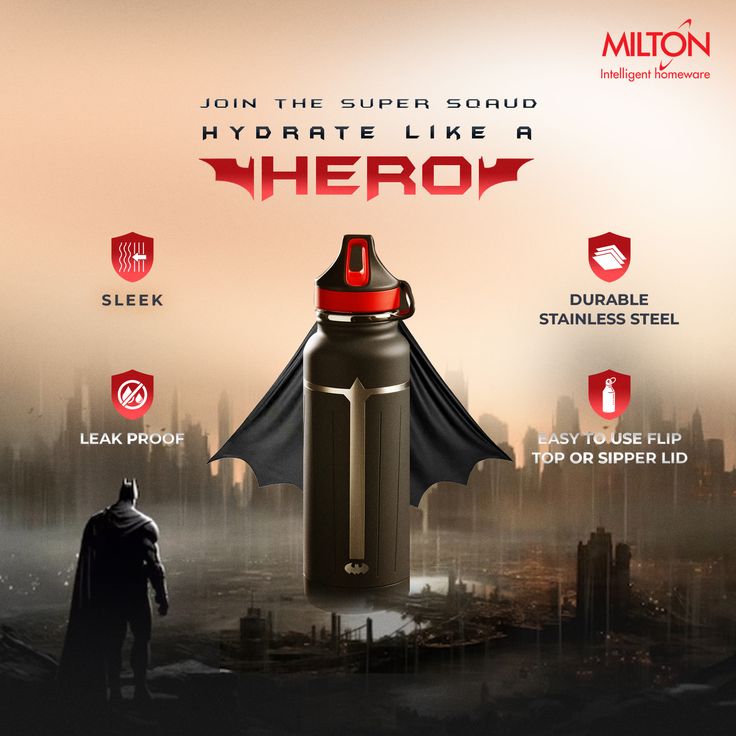 MILTON
Intelligent homeware
JOIN THE SUPER SQAUD
HYDRATE LIKE A
HERO
SLEEK
DURABLE
STAINLESS STEEL
LEAK PROOF
EASY TO USE FLIP
TOP OR SIPPER LID